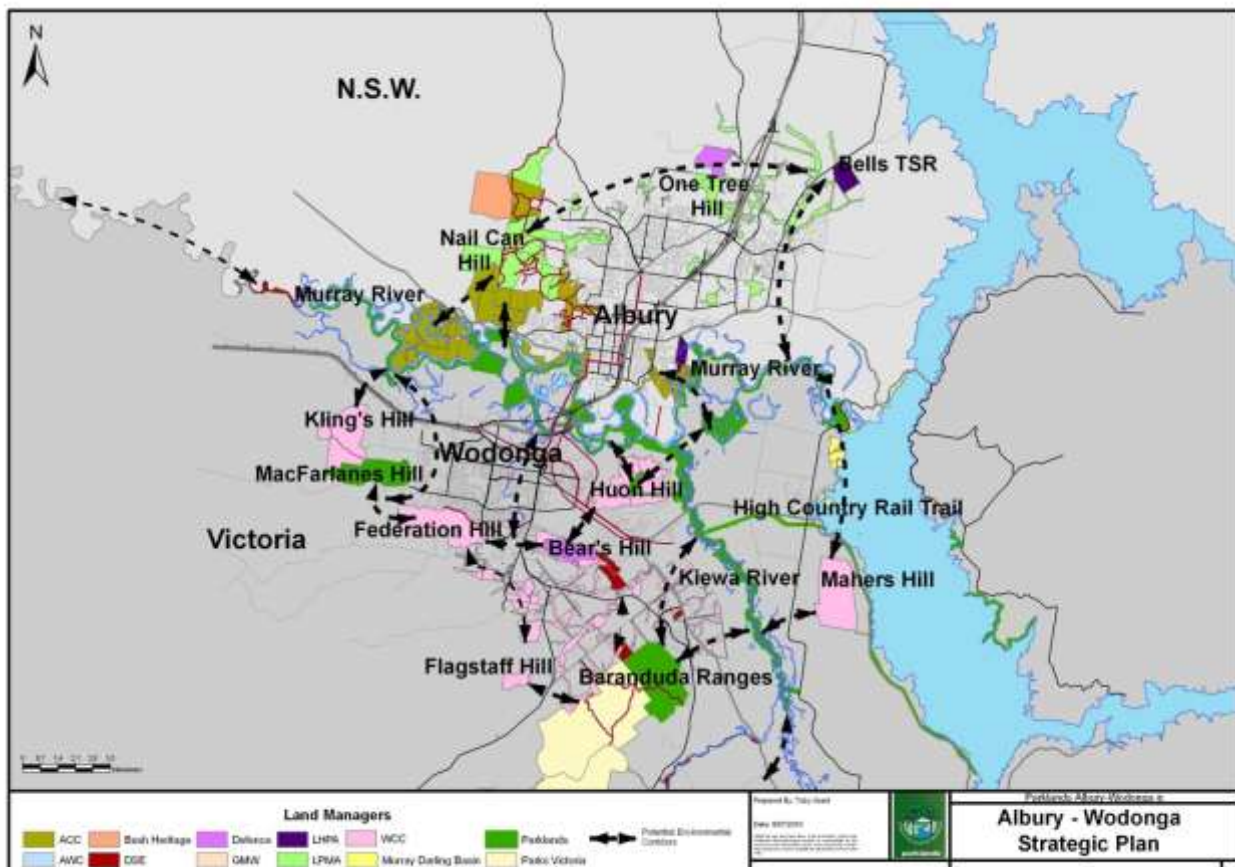 N
N.S.W.
Bells TSR
One Tree
Hill
Nail Can
Hill
Murray River
Albury
Murray River
Kling's Hill
Wodonga
MacFarlanes Hill
Huon Hill
High Country Rail Trail
Federation Hill
Victoria
Bear's Hill
Kiewa River
Mahers Hill
Flagstaff Hill
Baranduda Ranges
Land Managers
ACC
Bush Heritage
Defence
LHPA
WCC
Parklands
Potential Environmental
Corridors
AWC
DSE
GMW
LPMA
Murray Darling Basin
Parks Victoria
Parklands Albury-Wodonga
Albury - Wodonga
Strategic Plan